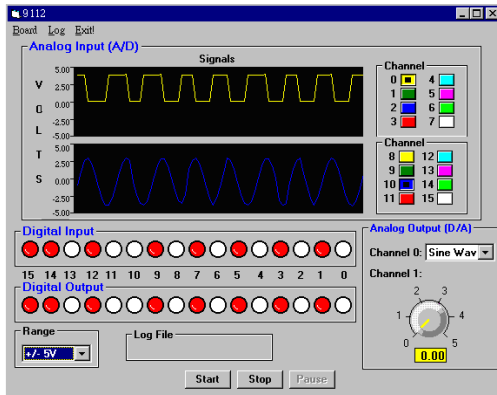 9112
Board Log Exit!
Analog Input (A/D)
Signals
V O L T S
5.00
2.50
0.00
-2.50
-5.00
5.00
2.50
0.00
-2.50
-5.00
Channel
0 4
1 5
2 6
3 7
Channel
8 12
9 13
10 14
11 15
Digital Input
15 14 13 12 11 10 9 8 7 6 5 4 3 2 1 0
Digital Output
Analog Output (D/A)
Channel 0: Sine Wav
Channel 1:
0 1 2 3 4 5
0.00
Range
+/- 5V
Log File
Start Stop Pause